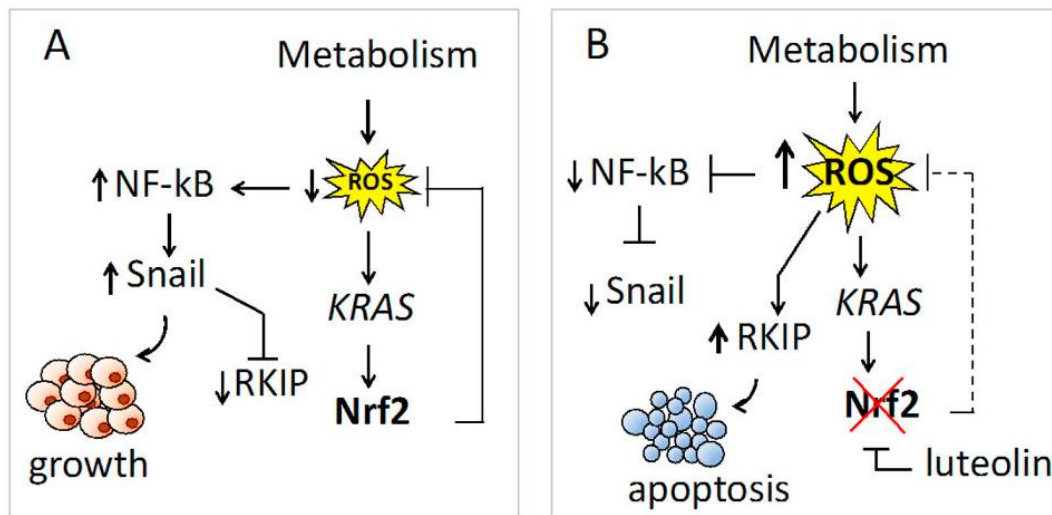 A
Metabolism
ROS
NF-kB
Snail
KRAS
RKIP
Nrf2
growth
B
Metabolism
ROS
NF-kB
Snail
KRAS
RKIP
Nrf2
luteolin
apoptosis